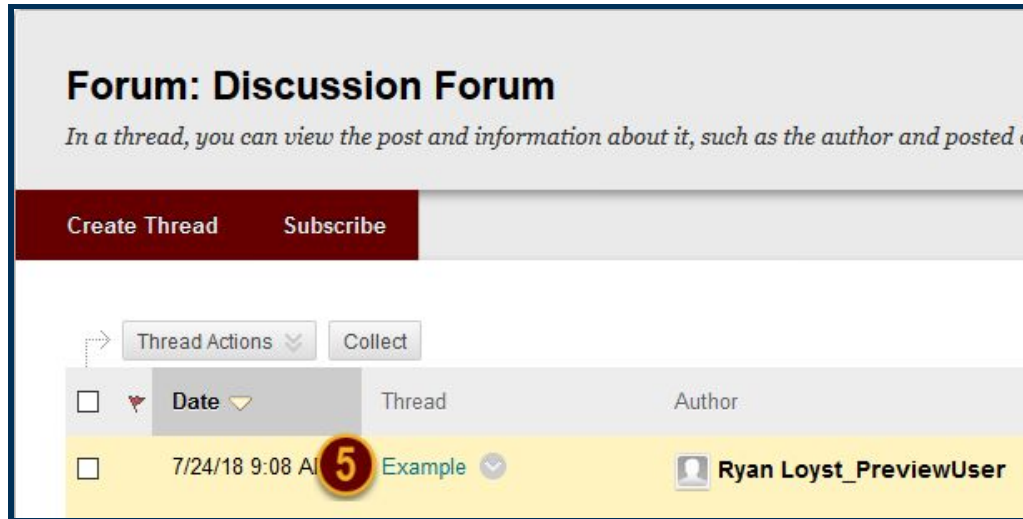 Forum: Discussion Forum
In a thread, you can view the post and information about it, such as the author and posted
Create Thread Subscribe
Thread Actions Collect
Date Thread Author
7/24/18 9:08 5 Example Ryan Loyst_PreviewUser